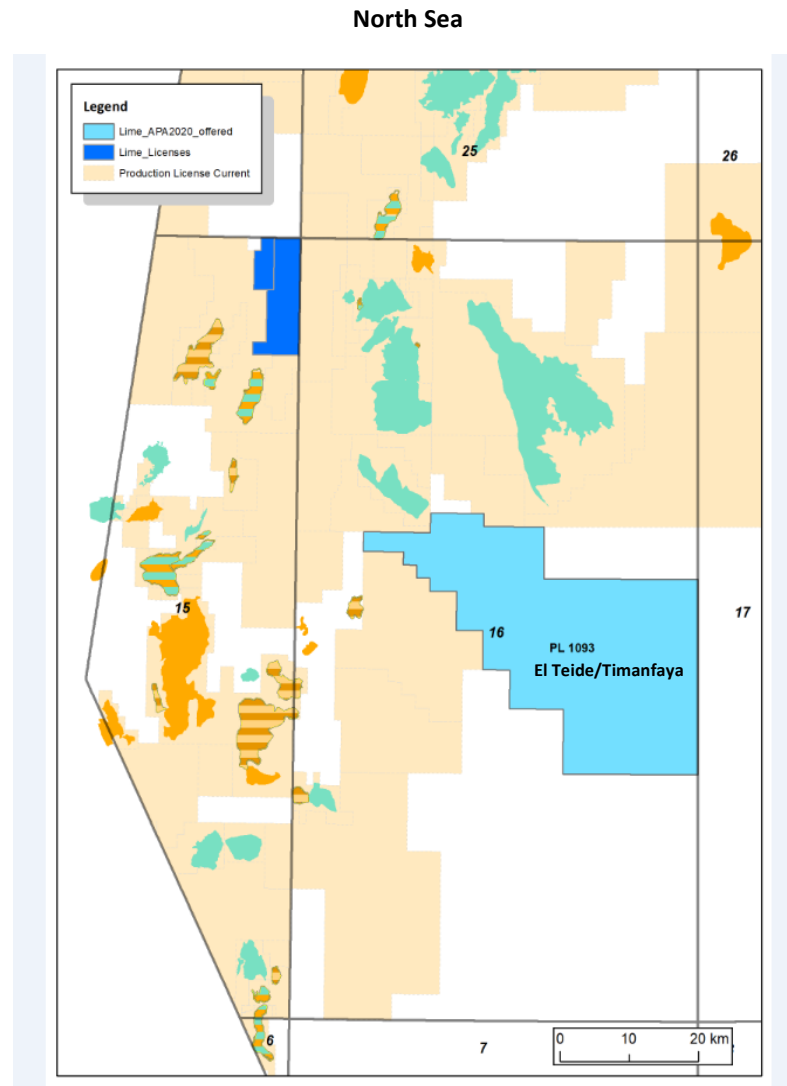 North Sea
Legend
Lime_APA2020_offered
Lime_Licenses
Production License Current
25
26
15
16
17
PL 1093
El Teide/Timanfaya
6
7
0 10 20 km